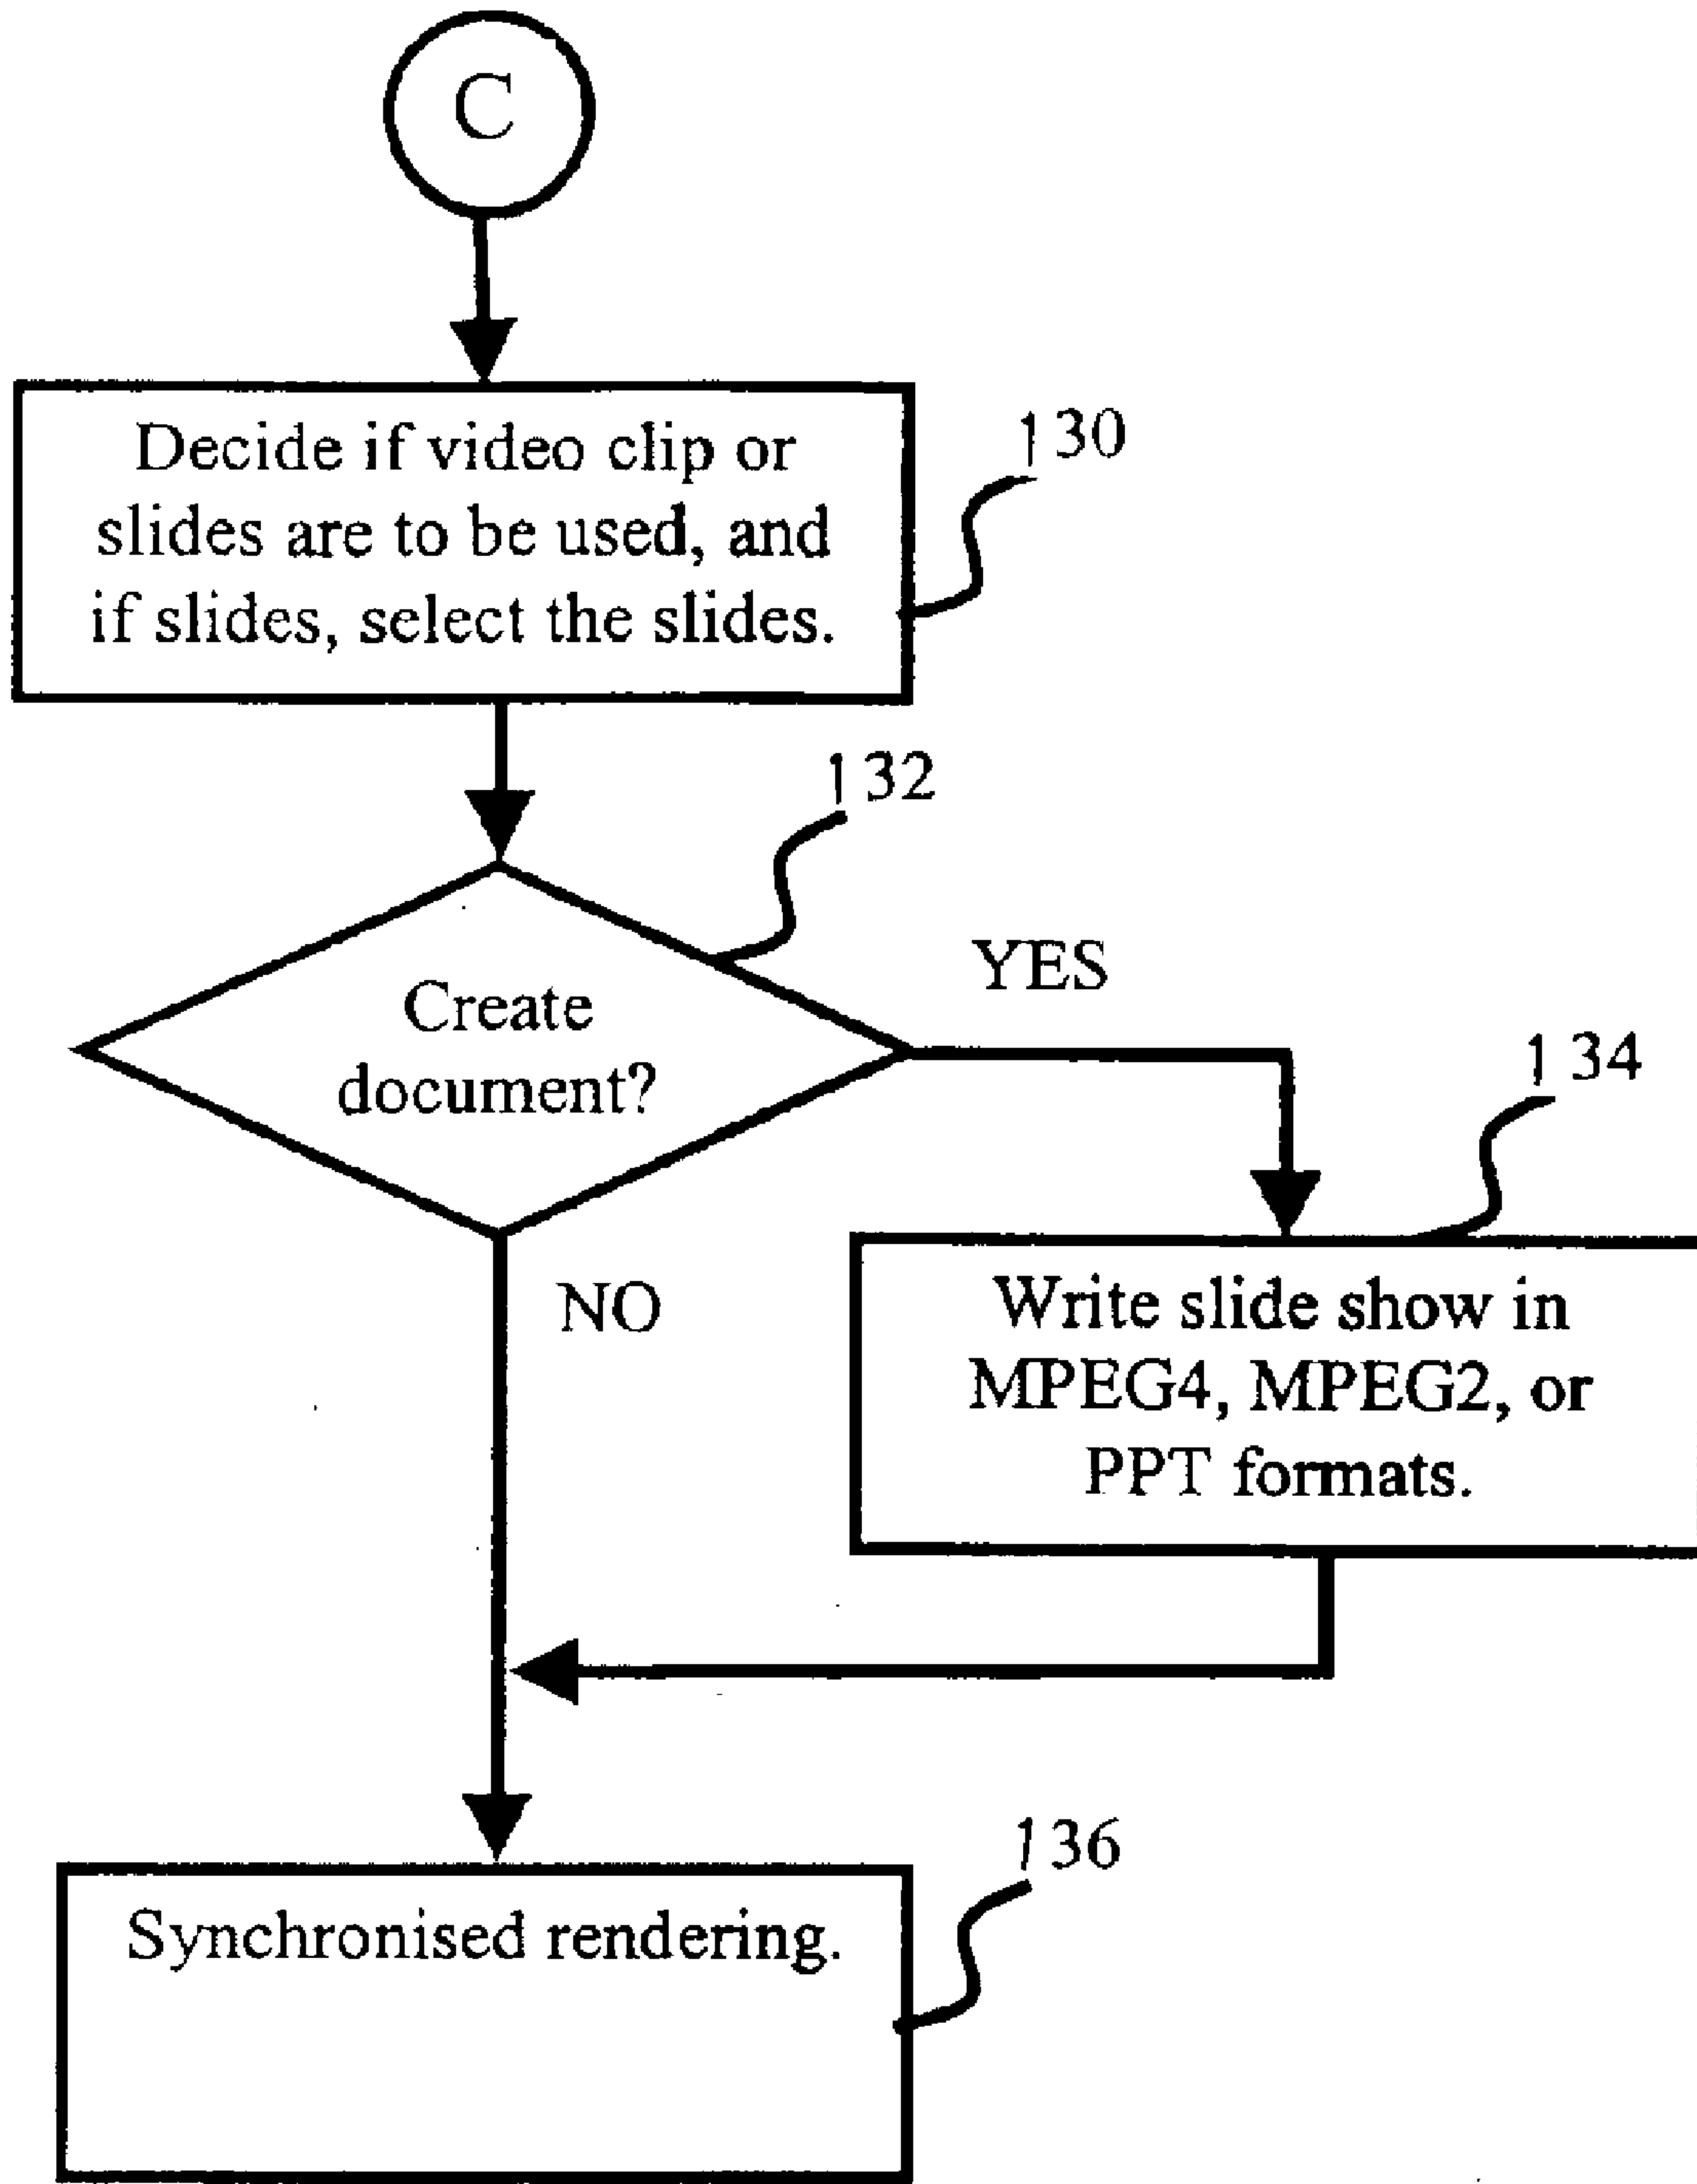 C
Decide if video clip or
slides are to be used, and
if slides, select the slides.
130
132
Create
document?
YES
134
NO
Write slide show in
MPEG4, MPEG2, or
PPT formats.
136
Synchronised rendering.